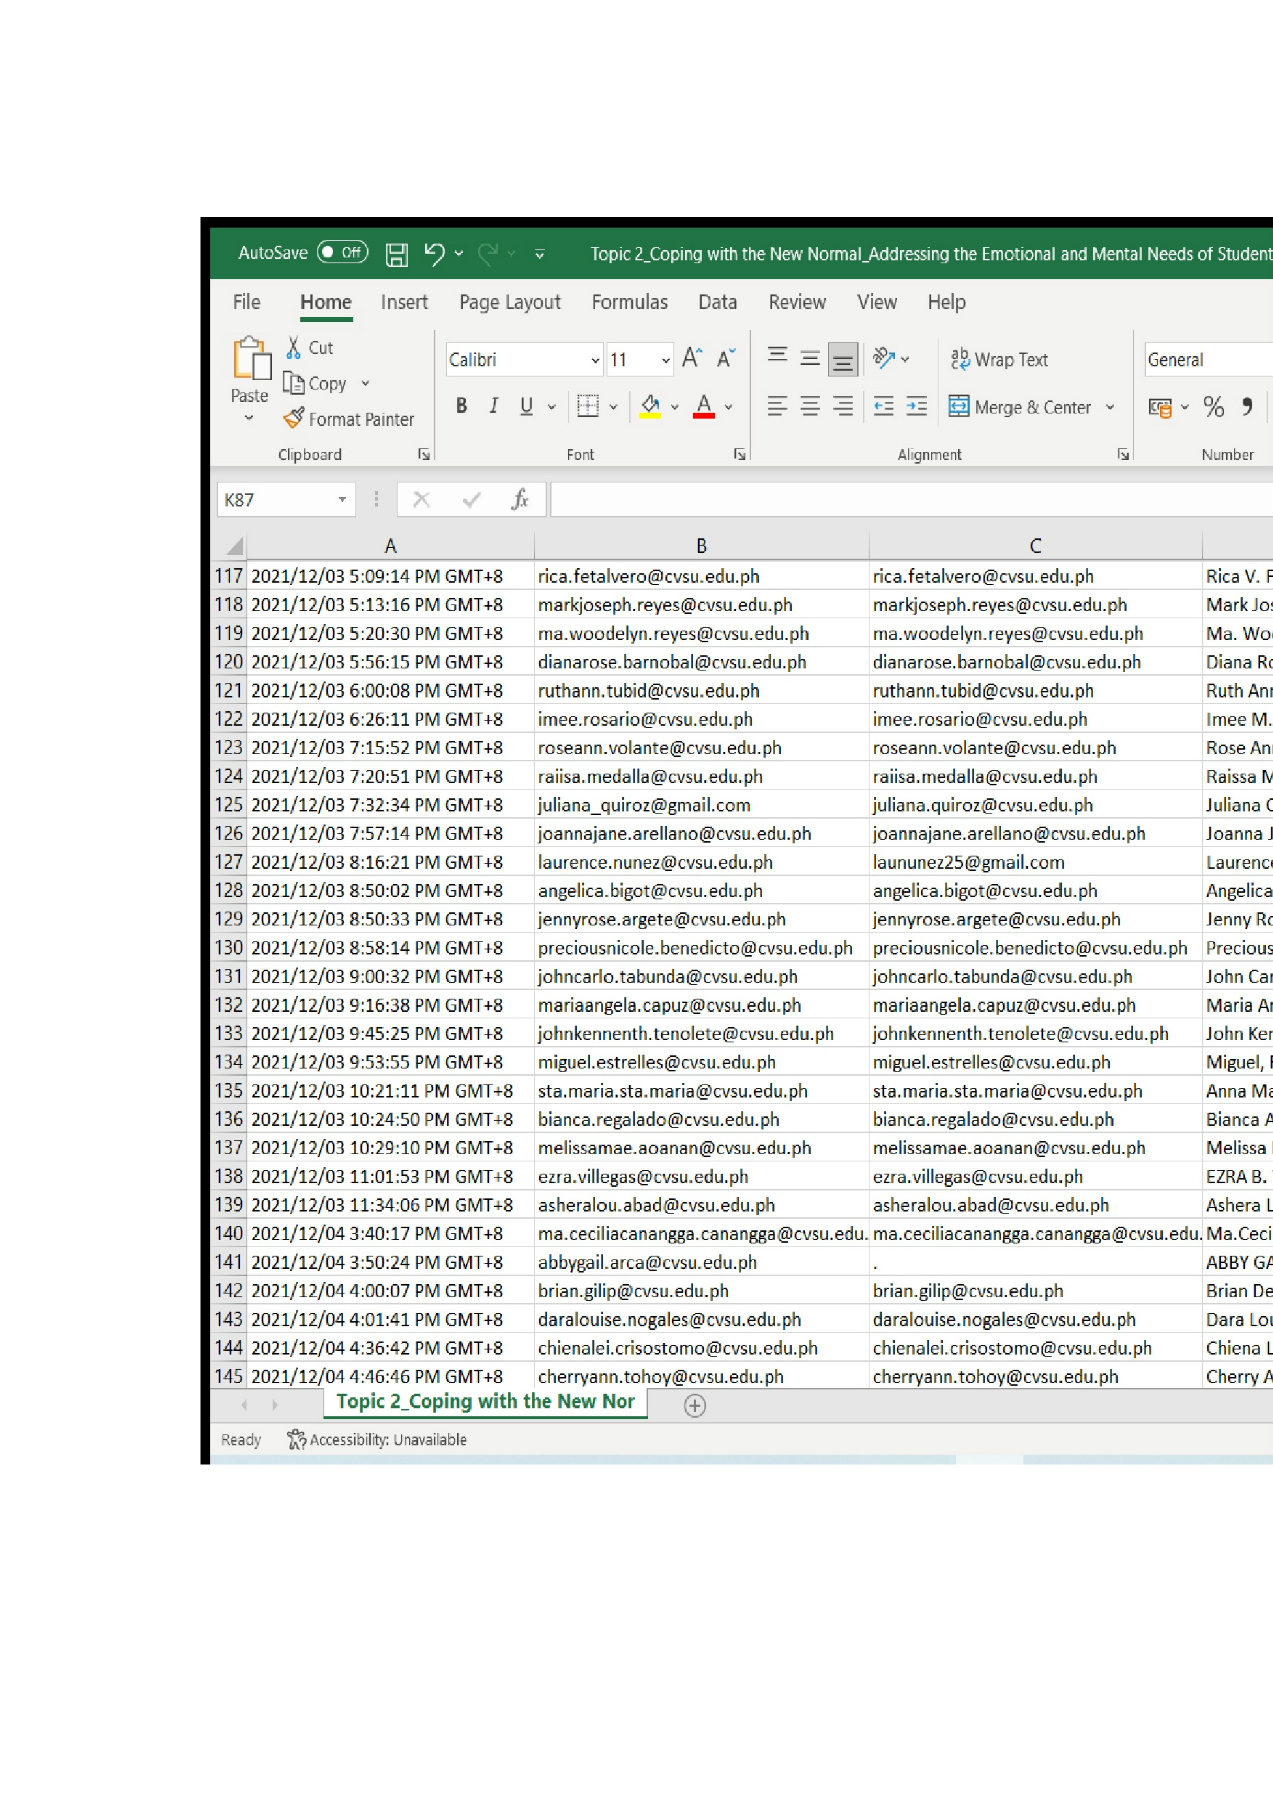 AutoSave Off Topic 2_Coping with the New Normal_Addressing the Emotional and Mental Needs of Student
File Home Insert Page Layout Formulas Data Review View Help
Cut
Copy
Format Painter
Paste
Calibri 11
B I U
ab Wrap Text
Merge & Center
General
% ,
Clipboard Font Alignment Number
K87 fx
A B C
117 2021/12/03 5:09:14 PM GMT+8 rica.fetalvero@cvsu.edu.ph rica.fetalvero@cvsu.edu.ph Rica V. F
118 2021/12/03 5:13:16 PM GMT+8 markjoseph.reyes@cvsu.edu.ph markjoseph.reyes@cvsu.edu.ph Mark Jos
119 2021/12/03 5:20:30 PM GMT+8 ma.woodelyn.reyes@cvsu.edu.ph ma.woodelyn.reyes@cvsu.edu.ph Ma. Woo
120 2021/12/03 5:56:15 PM GMT+8 dianarose.barnobal@cvsu.edu.ph dianarose.barnobal@cvsu.edu.ph Diana Ro
121 2021/12/03 6:00:08 PM GMT+8 ruthann.tubid@cvsu.edu.ph ruthann.tubid@cvsu.edu.ph Ruth Ann
122 2021/12/03 6:26:11 PM GMT+8 imee.rosario@cvsu.edu.ph imee.rosario@cvsu.edu.ph Imee M.
123 2021/12/03 7:15:52 PM GMT+8 roseann.volante@cvsu.edu.ph roseann.volante@cvsu.edu.ph Rose Ann
124 2021/12/03 7:20:51 PM GMT+8 raiisa.medalla@cvsu.edu.ph raiisa.medalla@cvsu.edu.ph Raissa M
125 2021/12/03 7:32:34 PM GMT+8 juliana_quiroz@gmail.com juliana.quiroz@cvsu.edu.ph Juliana Q
126 2021/12/03 7:57:14 PM GMT+8 joannajane.arellano@cvsu.edu.ph joannajane.arellano@cvsu.edu.ph Joanna J
127 2021/12/03 8:16:21 PM GMT+8 laurence.nunez@cvsu.edu.ph laununez25@gmail.com Laurence
128 2021/12/03 8:50:02 PM GMT+8 angelica.bigot@cvsu.edu.ph angelica.bigot@cvsu.edu.ph Angelica
129 2021/12/03 8:50:33 PM GMT+8 jennyrose.argete@cvsu.edu.ph jennyrose.argete@cvsu.edu.ph Jenny Ro
130 2021/12/03 8:58:14 PM GMT+8 preciousnicole.benedicto@cvsu.edu.ph preciousnicole.benedicto@cvsu.edu.ph Precious
131 2021/12/03 9:00:32 PM GMT+8 johncarlo.tabunda@cvsu.edu.ph johncarlo.tabunda@cvsu.edu.ph John Car
132 2021/12/03 9:16:38 PM GMT+8 mariaangela.capuz@cvsu.edu.ph mariaangela.capuz@cvsu.edu.ph Maria An
133 2021/12/03 9:45:25 PM GMT+8 johnkennenth.tenolete@cvsu.edu.ph johnkennenth.tenolete@cvsu.edu.ph John Ken
134 2021/12/03 9:53:55 PM GMT+8 miguel.estrelles@cvsu.edu.ph miguel.estrelles@cvsu.edu.ph Miguel,
135 2021/12/03 10:21:11 PM GMT+8 sta.maria.sta.maria@cvsu.edu.ph sta.maria.sta.maria@cvsu.edu.ph Anna Ma
136 2021/12/03 10:24:50 PM GMT+8 bianca.regalado@cvsu.edu.ph bianca.regalado@cvsu.edu.ph Bianca A
137 2021/12/03 10:29:10 PM GMT+8 melissamae.aoanan@cvsu.edu.ph melissamae.aoanan@cvsu.edu.ph Melissa
138 2021/12/03 11:01:53 PM GMT+8 ezra.villegas@cvsu.edu.ph ezra.villegas@cvsu.edu.ph EZRA B.
139 2021/12/03 11:34:06 PM GMT+8 asheralou.abad@cvsu.edu.ph asheralou.abad@cvsu.edu.ph Ashera L
140 2021/12/04 3:40:17 PM GMT+8 ma.ceciliacanangga.canangga@cvsu.edu. ma.ceciliacanangga.canangga@cvsu.edu. Ma.Ceci
141 2021/12/04 3:50:24 PM GMT+8 abbygail.arca@cvsu.edu.ph . ABBY GA
142 2021/12/04 4:00:07 PM GMT+8 brian.gilip@cvsu.edu.ph brian.gilip@cvsu.edu.ph Brian De
143 2021/12/04 4:01:41 PM GMT+8 daralouise.nogales@cvsu.edu.ph daralouise.nogales@cvsu.edu.ph Dara Lou
144 2021/12/04 4:36:42 PM GMT+8 chienalei.crisostomo@cvsu.edu.ph chienalei.crisostomo@cvsu.edu.ph Chiena L
145 2021/12/04 4:46:46 PM GMT+8 cherryann.tohoy@cvsu.edu.ph cherryann.tohoy@cvsu.edu.ph Cherry A
Topic 2_Coping with the New Nor
Ready Accessibility: Unavailable